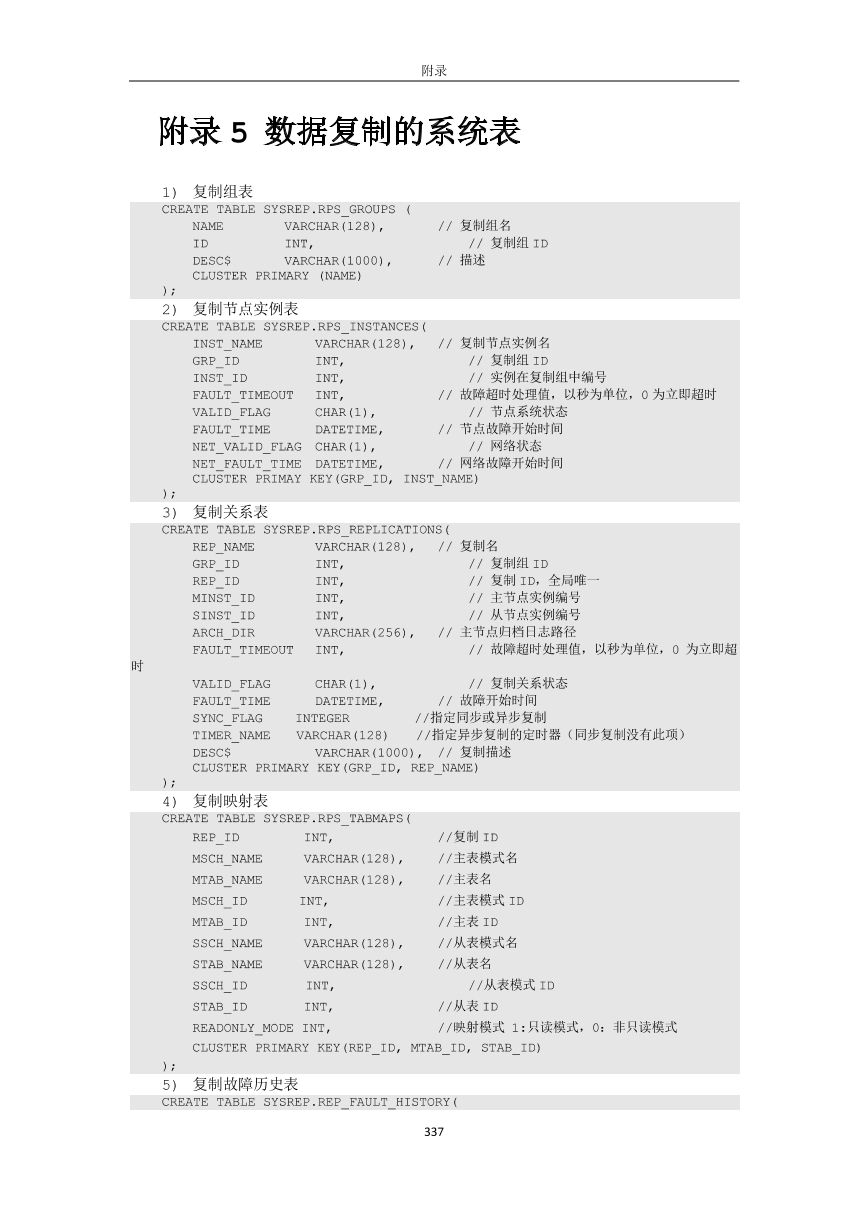 附录
附录 5 数据复制的系统表
1) 复制组表
CREATE TABLE SYSREP.RPS_GROUPS (
NAME VARCHAR(128), // 复制组名
ID INT, // 复制组 ID
DESC$ VARCHAR(1000), // 描述
CLUSTER PRIMARY (NAME)
);
2) 复制节点实例表
CREATE TABLE SYSREP.RPS_INSTANCES(
INST_NAME VARCHAR(128), // 复制节点实例名
GRP_ID INT, // 复制组 ID
INST_ID INT, // 实例在复制组中编号
FAULT_TIMEOUT INT, // 故障超时处理值，以秒为单位，0 为立即超时
VALID_FLAG CHAR(1), // 节点系统状态
FAULT_TIME DATETIME, // 节点故障开始时间
NET_VALID_FLAG CHAR(1), // 网络状态
NET_FAULT_TIME DATETIME, // 网络故障开始时间
CLUSTER PRIMAY KEY(GRP_ID, INST_NAME)
);
3) 复制关系表
CREATE TABLE SYSREP.RPS_REPLICATIONS(
REP_NAME VARCHAR(128), // 复制名
GRP_ID INT, // 复制组 ID
REP_ID INT, // 复制 ID，全局唯一
MINST_ID INT, // 主节点实例编号
SINST_ID INT, // 从节点实例编号
ARCH_DIR VARCHAR(256), // 主节点归档日志路径
FAULT_TIMEOUT INT, // 故障超时处理值，以秒为单位，0 为立即超
时
VALID_FLAG CHAR(1), // 复制关系状态
FAULT_TIME DATETIME, // 故障开始时间
SYNC_FLAG INTEGER //指定同步或异步复制
TIMER_NAME VARCHAR(128) //指定异步复制的定时器（同步复制没有此项）
DESC$ VARCHAR(1000), // 复制描述
CLUSTER PRIMARY KEY(GRP_ID, REP_NAME)
);
4) 复制映射表
CREATE TABLE SYSREP.RPS_TABMAPS(
REP_ID INT, //复制 ID
MSCH_NAME VARCHAR(128), //主表模式名
MTAB_NAME VARCHAR(128), //主表名
MSCH_ID INT, //主表模式 ID
MTAB_ID INT, //主表 ID
SSCH_NAME VARCHAR(128), //从表模式名
STAB_NAME VARCHAR(128), //从表名
SSCH_ID INT, //从表模式 ID
STAB_ID INT, //从表 ID
READONLY_MODE INT, //映射模式 1:只读模式，0：非只读模式
CLUSTER PRIMARY KEY(REP_ID, MTAB_ID, STAB_ID)
);
5) 复制故障历史表
CREATE TABLE SYSREP.REP_FAULT_HISTORY(
337